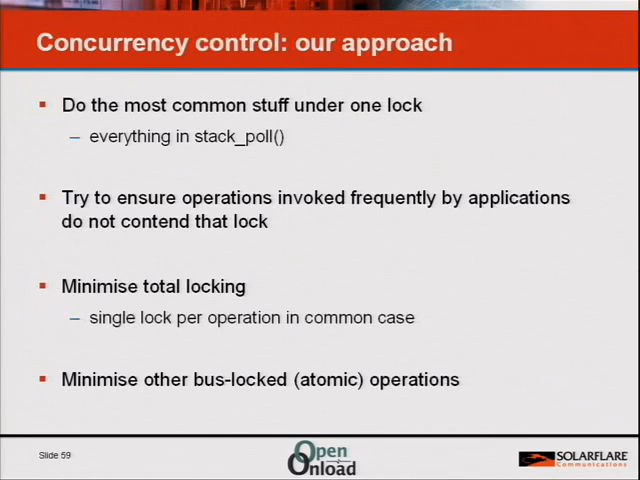 Concurrency control: our approach
▪ Do the most common stuff under one lock
– everything in stack_poll()
▪ Try to ensure operations invoked frequently by applications
do not contend that lock
▪ Minimise total locking
– single lock per operation in common case
▪ Minimise other bus-locked (atomic) operations
Slide 59
Open
Onload
SOLARFLARE
Communications